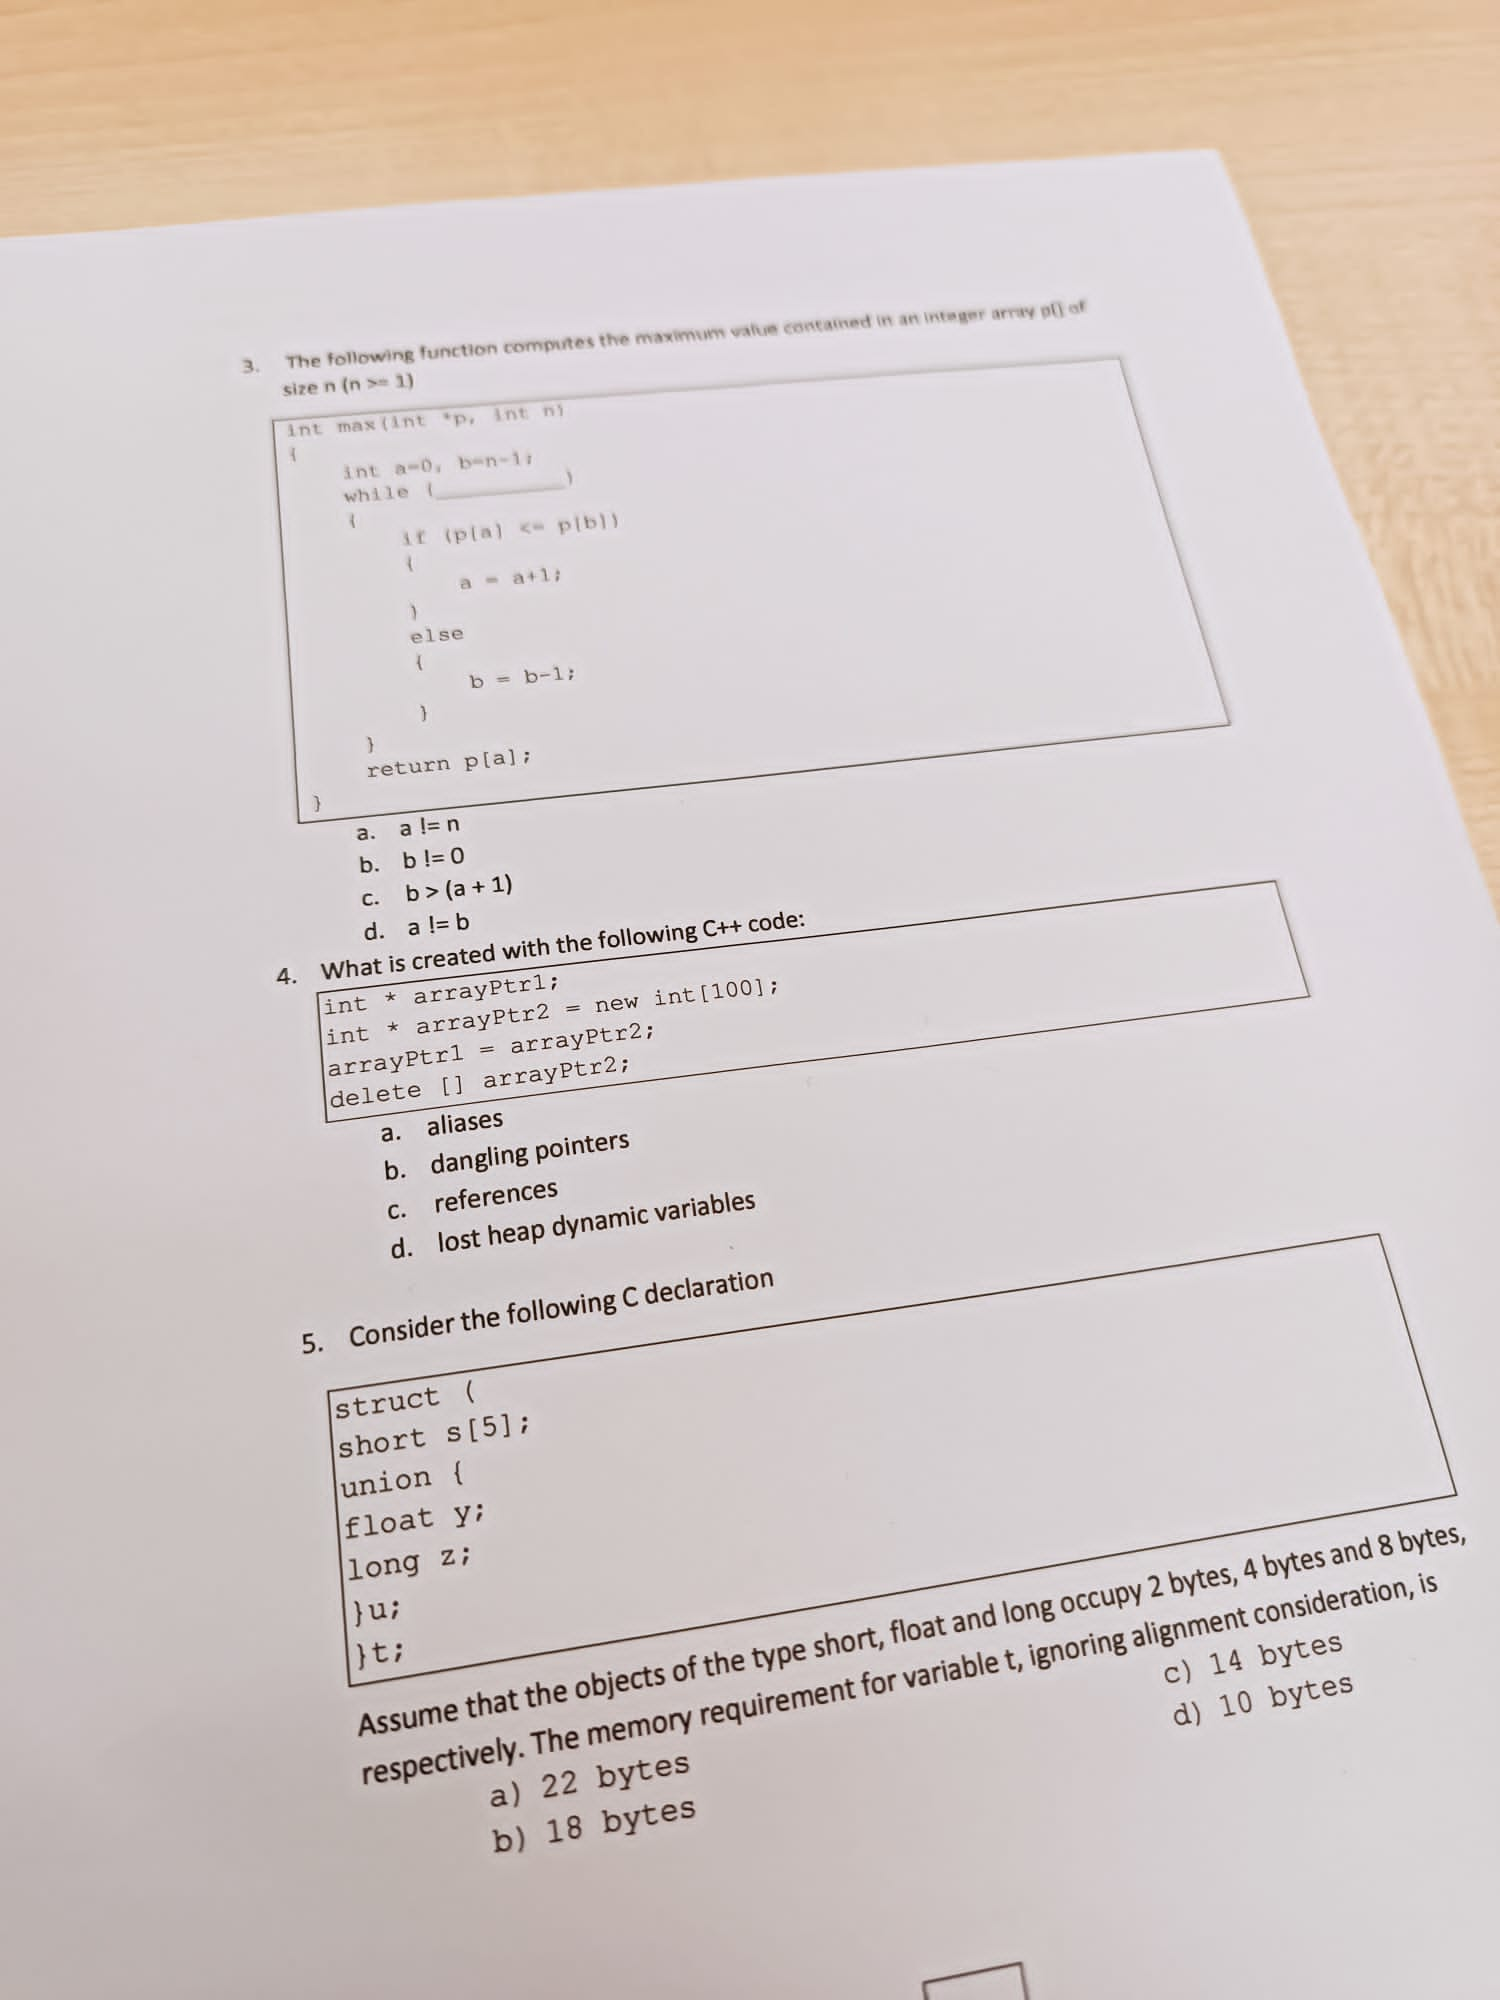 3. The following function computes the maximum value contained in an integer array p[] of
size n (n >= 1)
int max(int *p, int n)
{
int a=0, b=n-1;
while (__________)
{
if (p[a] <= p[b])
{
a = a+1;
}
else
{
b = b-1;
}
}
return p[a];
}
a. a != n
b. b != 0
c. b > (a + 1)
d. a != b
4. What is created with the following C++ code:
int * arrayPtr1;
int * arrayPtr2 = new int[100];
arrayPtr1 = arrayPtr2;
delete [] arrayPtr2;
a. aliases
b. dangling pointers
c. references
d. lost heap dynamic variables
5. Consider the following C declaration
struct (
short s[5];
union {
float y;
long z;
}u;
}t;
Assume that the objects of the type short, float and long occupy 2 bytes, 4 bytes and 8 bytes,
respectively. The memory requirement for variable t, ignoring alignment consideration, is
a) 22 bytes c) 14 bytes
b) 18 bytes d) 10 bytes